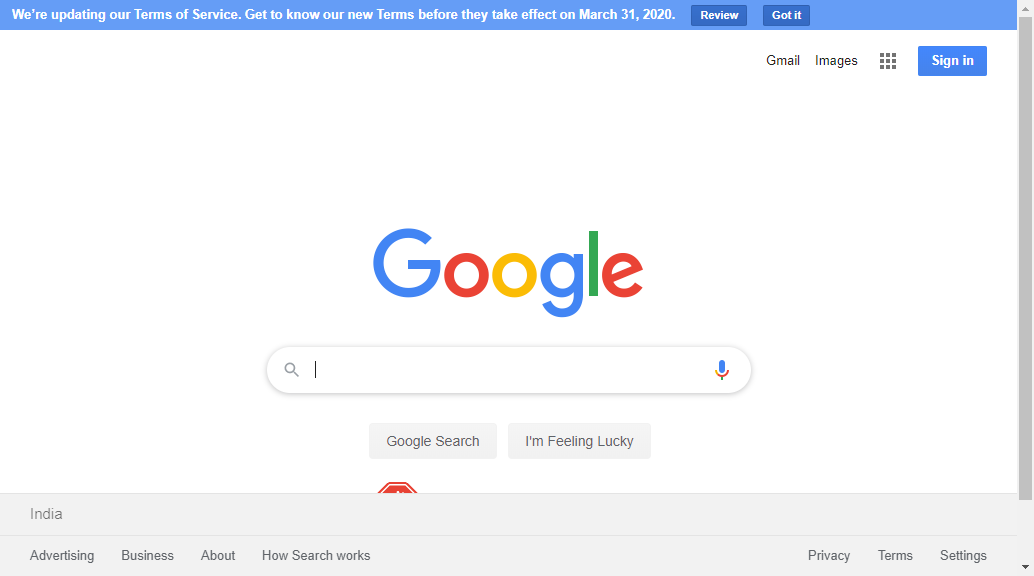 We're updating our Terms of Service. Get to know our new Terms before they take effect on March 31, 2020. Review Got it
Gmail Images Sign in
Google
Google Search I'm Feeling Lucky
India
Advertising Business About How Search works Privacy Terms Settings